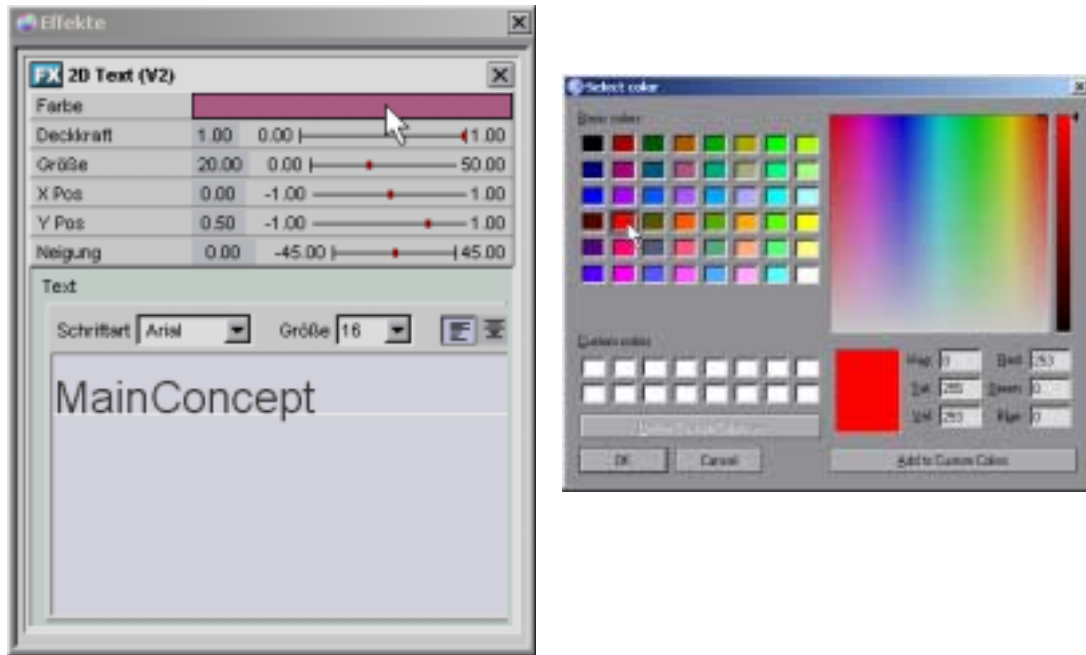 Effekte
FX 2D Text (V2)
Farbe
Deckkraft 1.00 0.00 1.00
Größe 20.00 0.00 50.00
X Pos 0.00 -1.00 1.00
Y Pos 0.50 -1.00 1.00
Neigung 0.00 -45.00 45.00
Text
Schriftart Arial Größe 16
MainConcept
Select color
Basic colors
Custom colors
Hue: 0 Red: 253
Sat: 255 Green: 0
Val: 253 Blue: 0
OK Cancel Add to Custom Colors